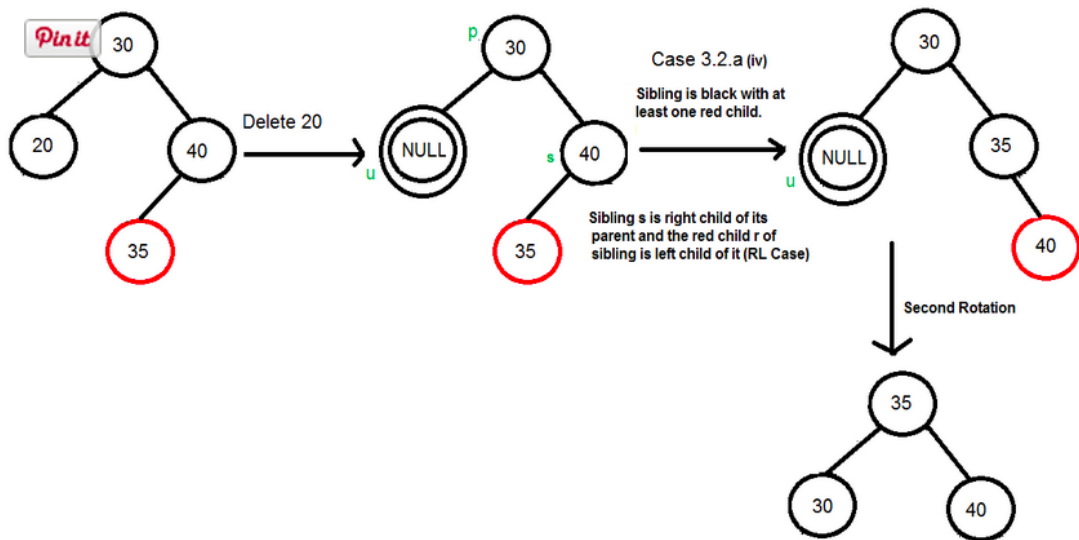 Pin it
30
20
40
35
Delete 20
p
30
u
NULL
s
40
35
Case 3.2.a (iv)
Sibling is black with at
least one red child.
Sibling s is right child of its
parent and the red child r of
sibling is left child of it (RL Case)
30
u
NULL
35
40
Second Rotation
35
30
40